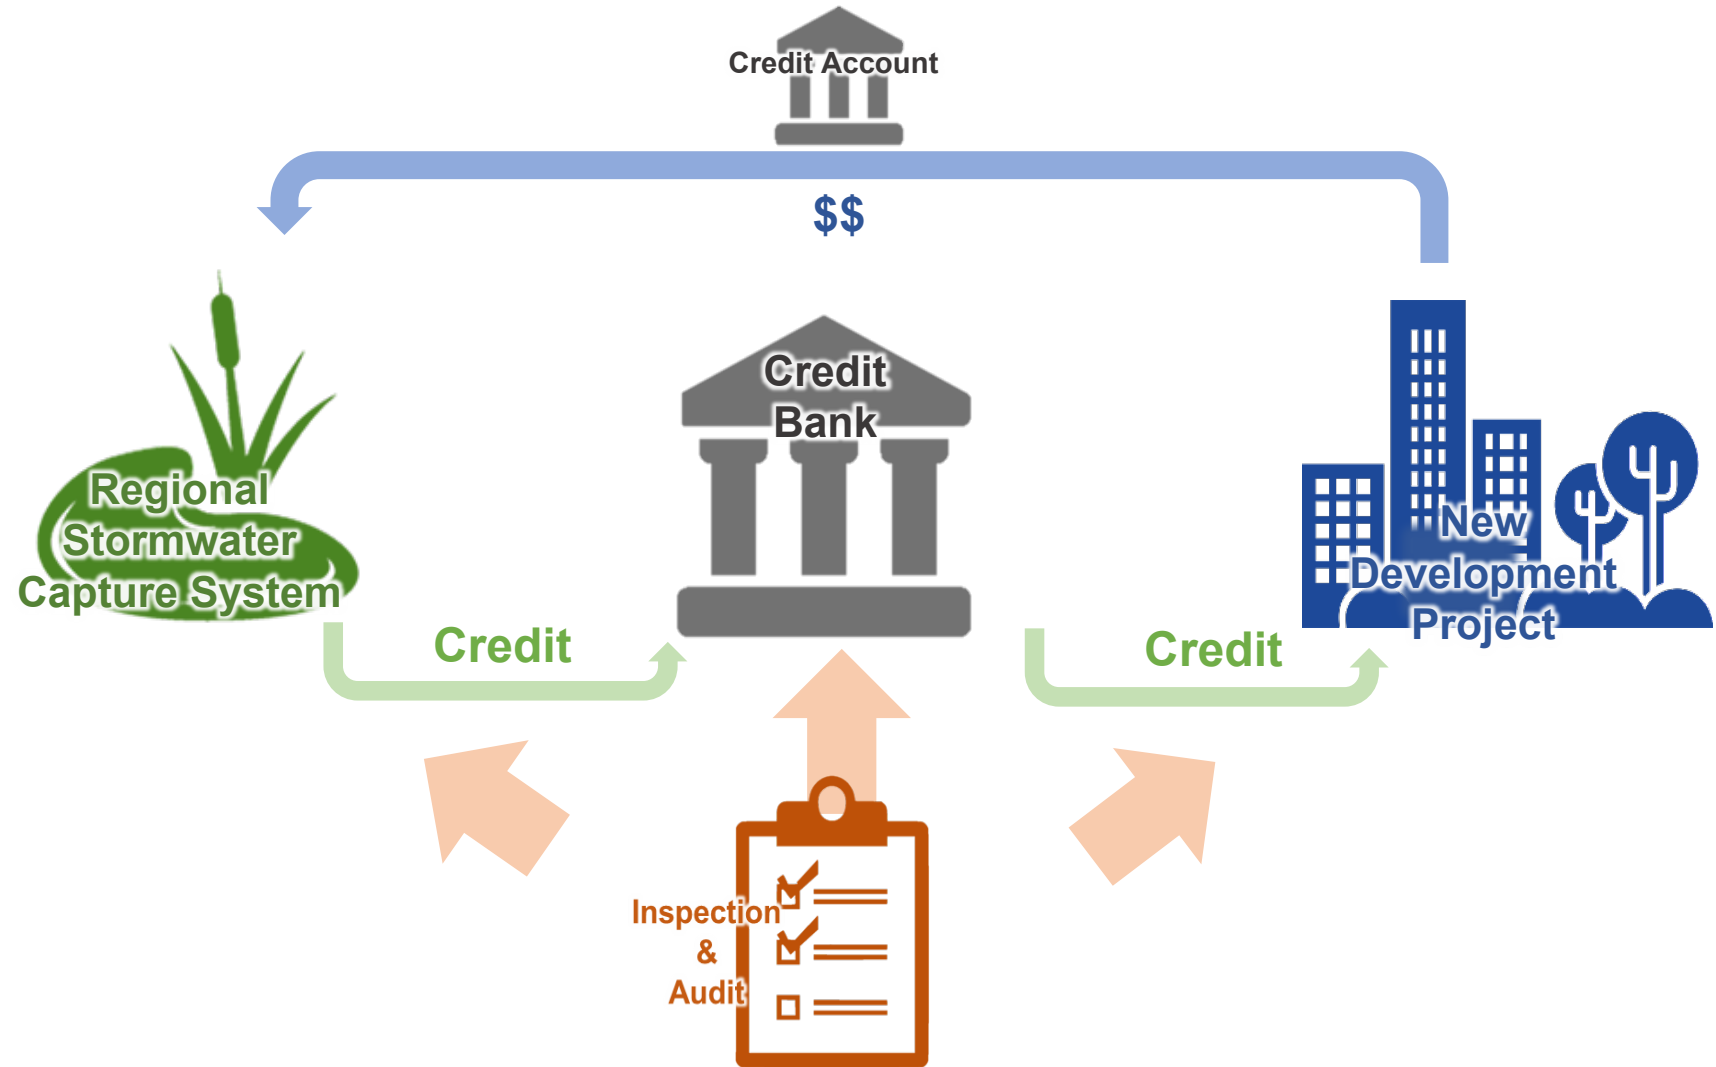 Credit Account
$$
Credit
Bank
Regional
Stormwater
Capture System
New
Development
Project
Credit
Credit
Inspection
&
Audit